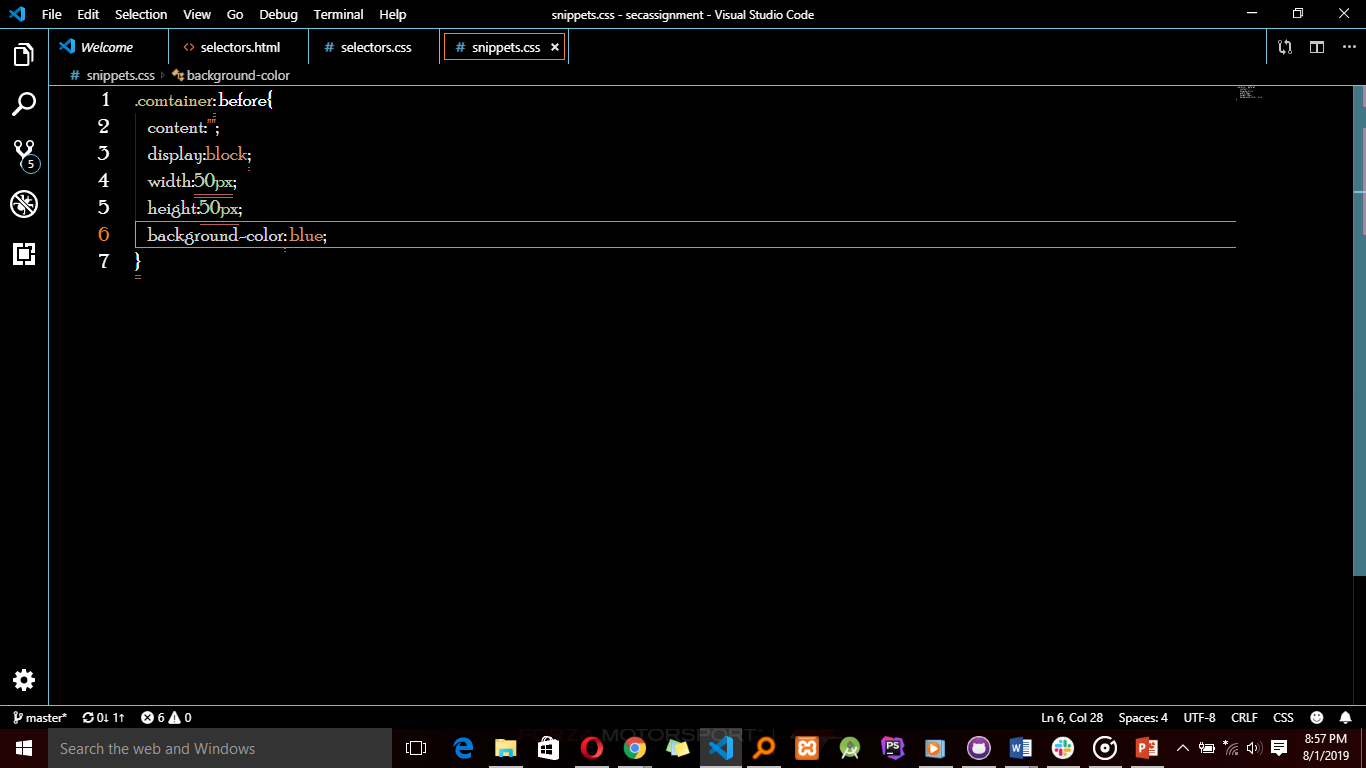 File Edit Selection View Go Debug Terminal Help snippets.css - secassignment - Visual Studio Code
Welcome <> selectors.html # selectors.css # snippets.css ×
# snippets.css › background-color
1 .comtainer: before{
2 content:"";
3 display:block;
4 width:50px;
5 height:50px;
6 background-color: blue;
7 }
5
master* 0↓ 1↑ 6 0 Ln 6, Col 28 Spaces: 4 UTF-8 CRLF CSS
MOTORSPORT
Search the web and Windows PS W P 8:57 PM
8/1/2019